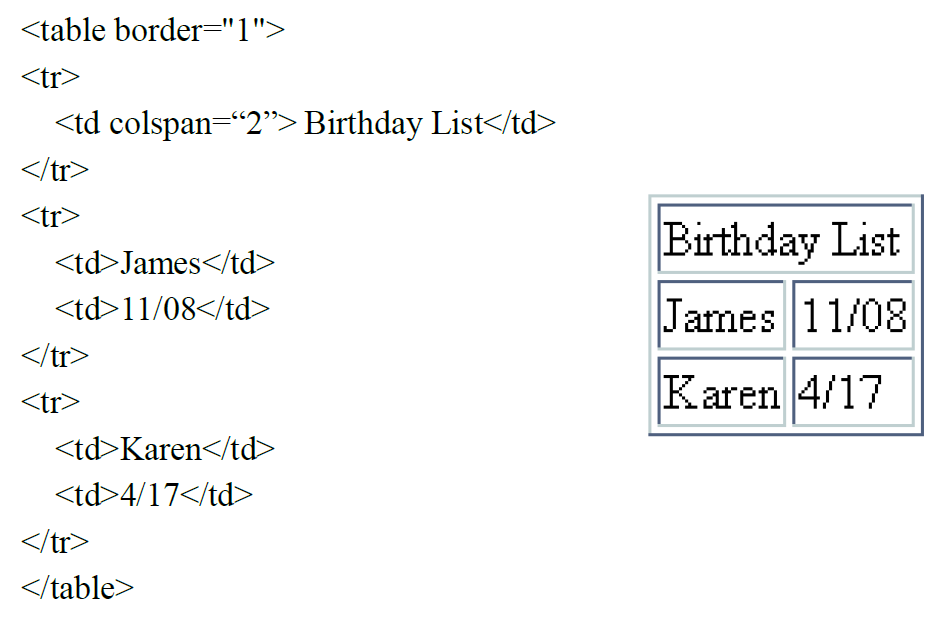 <table border="1">
<tr>
<td colspan=“2”> Birthday List</td>
</tr>
<tr>
<td>James</td>
<td>11/08</td>
</tr>
<tr>
<td>Karen</td>
<td>4/17</td>
</tr>
</table>
Birthday List
James 11/08
Karen 4/17